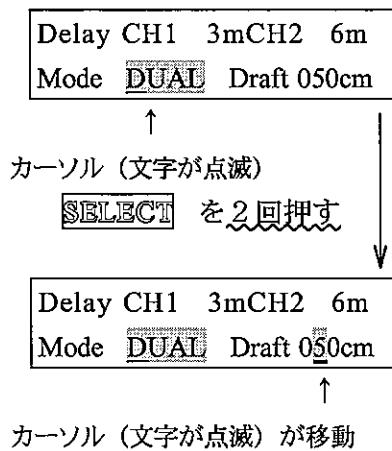 Delay CH1 3mCH2 6m
Mode DUAL Draft 050cm
↑
カーソル（文字が点滅）
SELECT を２回押す
Delay CH1 3mCH2 6m
Mode DUAL Draft 050cm
↑
カーソル（文字が点滅）が移動